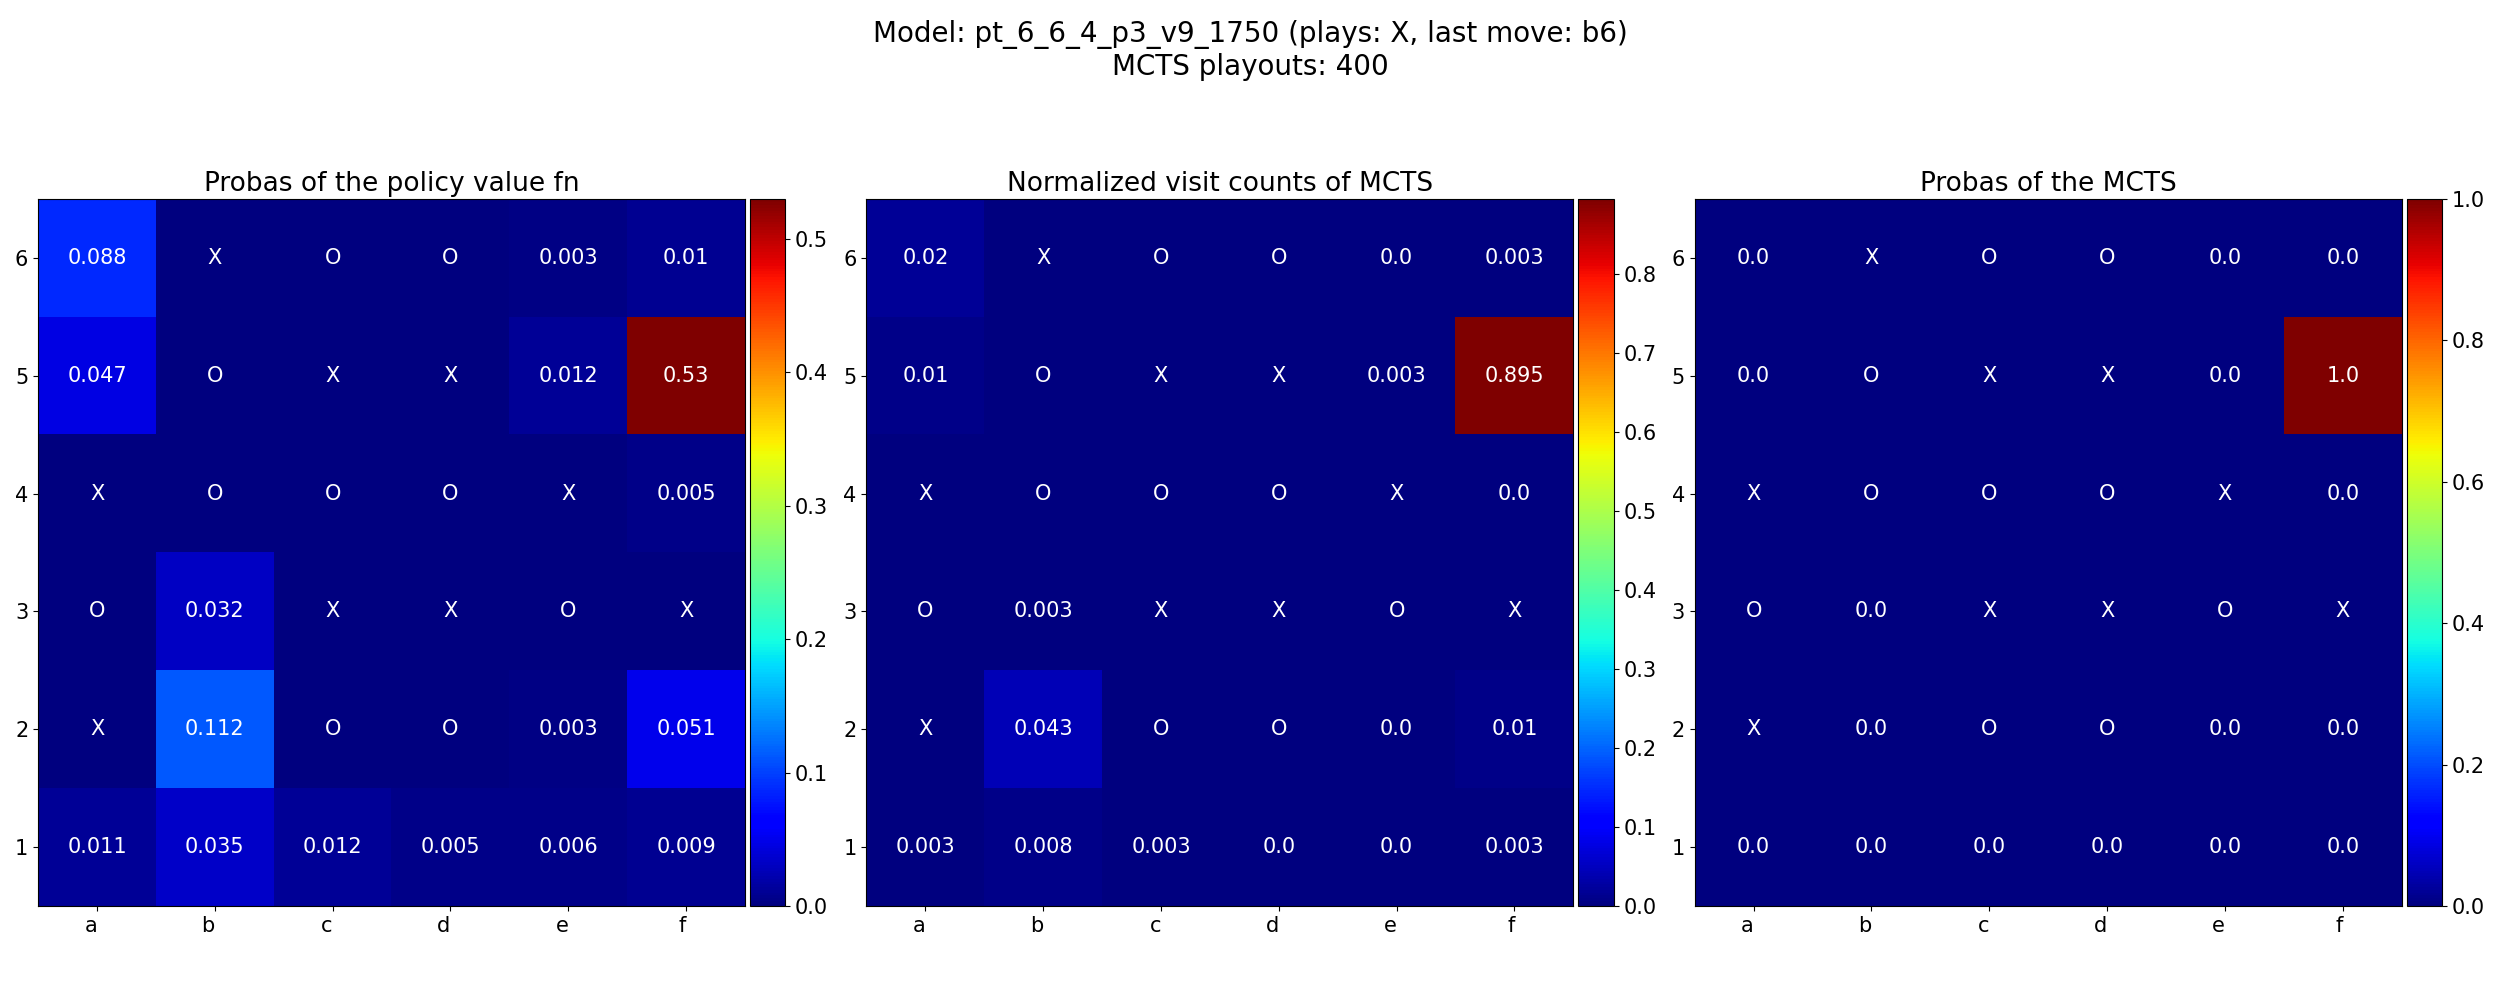 Model: pt_6_6_4_p3_v9_1750 (plays: X, last move: b6)
MCTS playouts: 400
Probas of the policy value fn
6 0.088 X O O 0.003 0.01
5 0.047 O X X 0.012 0.53
4 X O O O X 0.005
3 O 0.032 X X O X
2 X 0.112 O O 0.003 0.051
1 0.011 0.035 0.012 0.005 0.006 0.009
a b c d e f
0.5
0.4
0.3
0.2
0.1
0.0
Normalized visit counts of MCTS
6 0.02 X O O 0.0 0.003
5 0.01 O X X 0.003 0.895
4 X O O O X 0.0
3 O 0.003 X X O X
2 X 0.043 O O 0.0 0.01
1 0.003 0.008 0.003 0.0 0.0 0.003
a b c d e f
0.8
0.7
0.6
0.5
0.4
0.3
0.2
0.1
0.0
Probas of the MCTS
6 0.0 X O O 0.0 0.0
5 0.0 O X X 0.0 1.0
4 X O O O X 0.0
3 O 0.0 X X O X
2 X 0.0 O O 0.0 0.0
1 0.0 0.0 0.0 0.0 0.0 0.0
a b c d e f
1.0
0.8
0.6
0.4
0.2
0.0